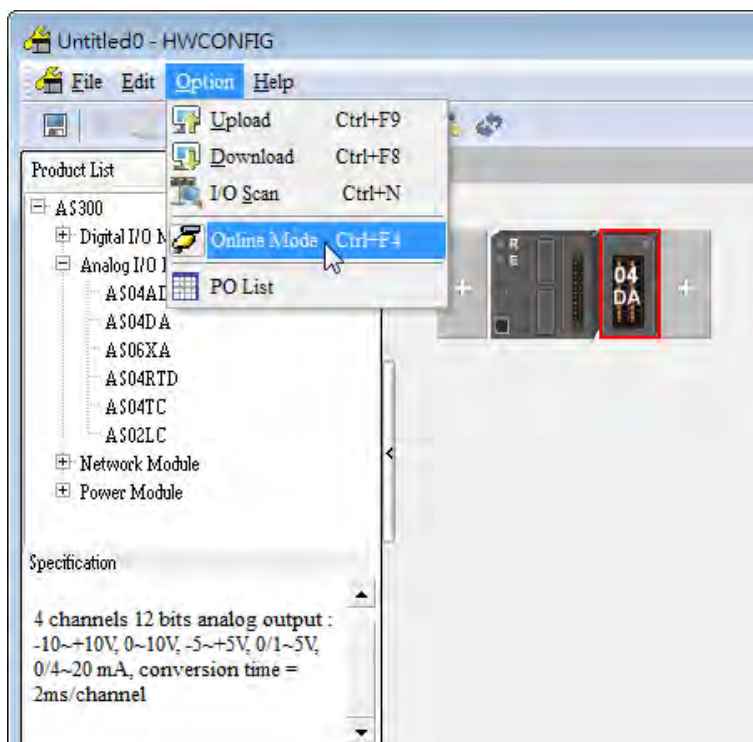 Untitled0 - HWCONFIG
File Edit Option Help
Upload Ctrl+F9
Download Ctrl+F8
I/O Scan Ctrl+N
Online Mode Ctrl+F4
PO List
Product List
AS300
Digital I/O
Analog I/O
AS04AD
AS04DA
AS06XA
AS04RTD
AS04TC
AS02LC
Network Module
Power Module
R
E
04
DA
Specification
4 channels 12 bits analog output :
-10~+10V, 0~10V, -5~+5V, 0/1~5V,
0/4~20 mA, conversion time =
2ms/channel